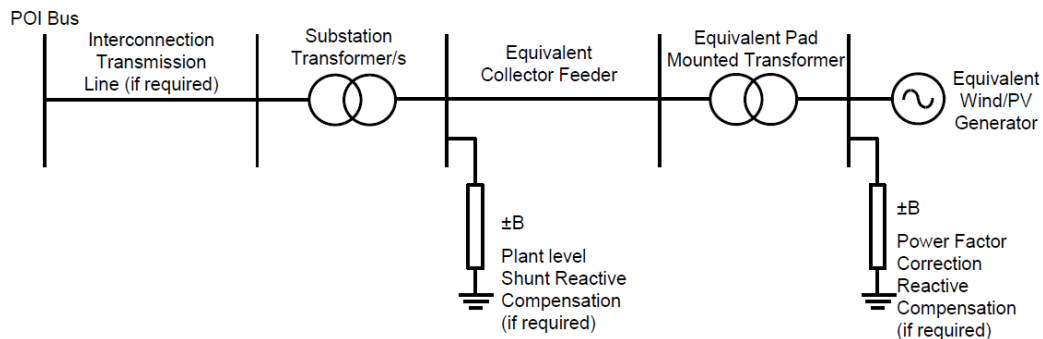 POI Bus
Interconnection
Transmission
Line (if required)
Substation
Transformer/s
Equivalent
Collector Feeder
Equivalent Pad
Mounted Transformer
Equivalent
Wind/PV
Generator
±B
Plant level
Shunt Reactive
Compensation
(if required)
±B
Power Factor
Correction
Reactive
Compensation
(if required)